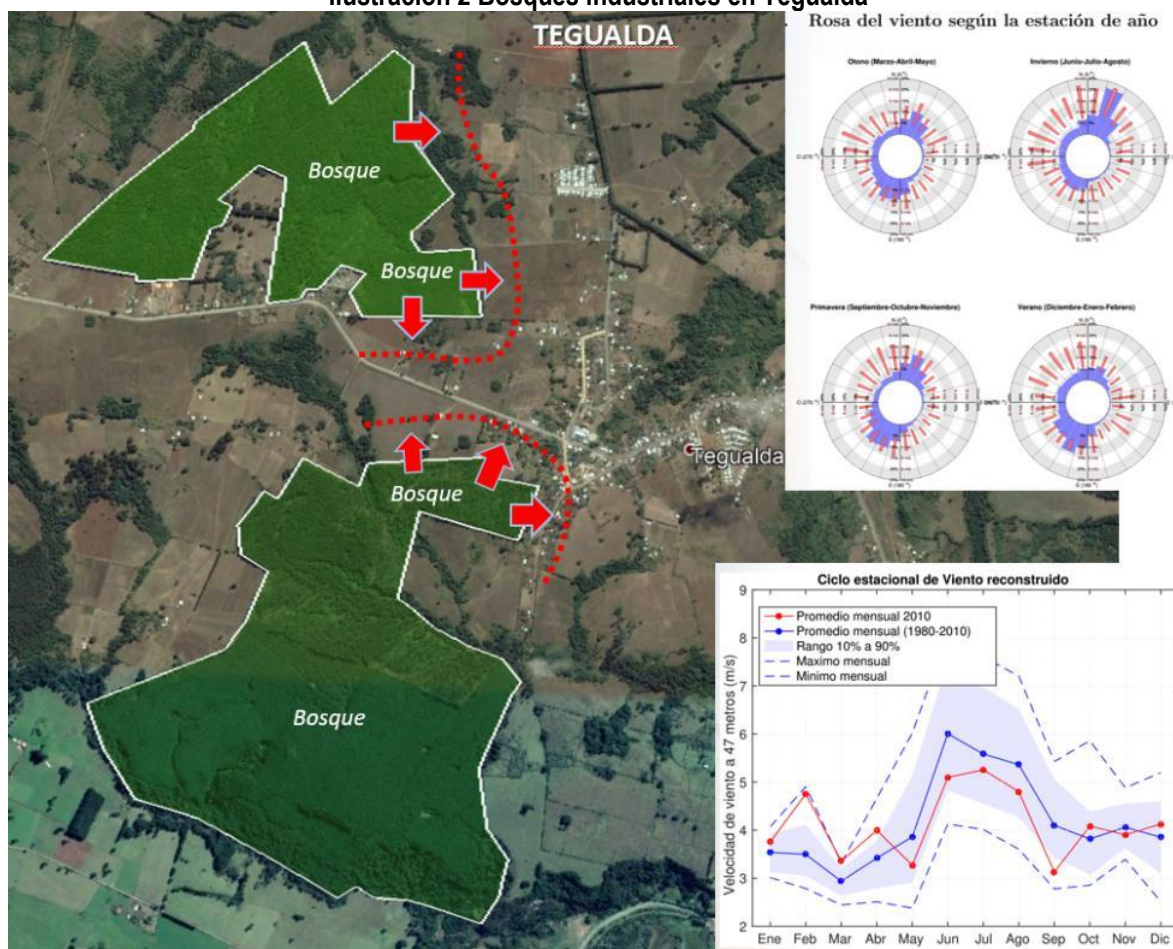 Ilustración 2 Bosques industriales en Tegualda
TEGUALDA
Rosa del viento según la estación de año
Otono (Marzo-Abril-Mayo)
Invierno (Junio-Julio-Agosto)
Bosque
Bosque
Primavera (Septiembre-Octubre-Noviembre)
Verano (Diciembre-Enero-Febrero)
Tegualda
Bosque
Bosque
Ciclo estacional de Viento reconstruido
Promedio mensual 2010
Promedio mensual (1980-2010)
Rango 10% a 90%
Maximo mensual
Minimo mensual
Velocidad de viento a 47 metros (m/s)
9
8
7
6
5
4
3
2
Ene Feb Mar Abr May Jun Jul Ago Sep Oct Nov Dic